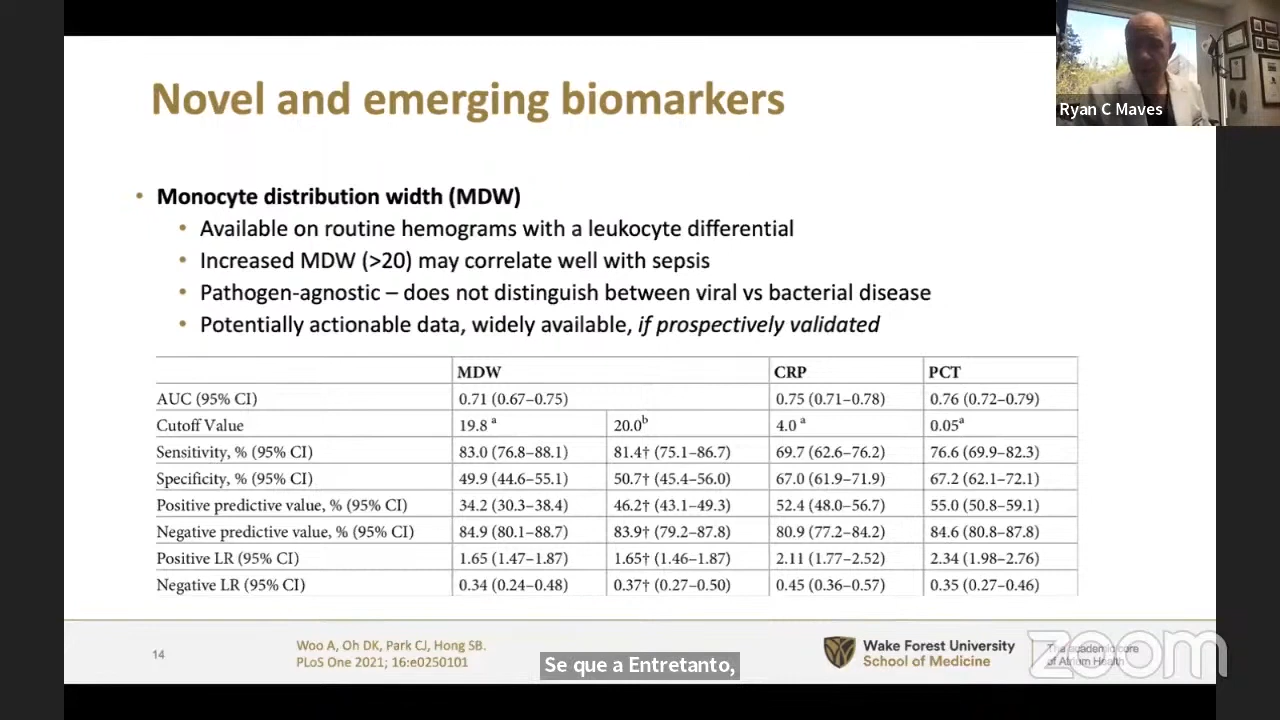 Novel and emerging biomarkers
Ryan C Maves
• Monocyte distribution width (MDW)
• Available on routine hemograms with a leukocyte differential
• Increased MDW (>20) may correlate well with sepsis
• Pathogen-agnostic – does not distinguish between viral vs bacterial disease
• Potentially actionable data, widely available, if prospectively validated
MDW CRP PCT
AUC (95% CI) 0.71 (0.67–0.75) 0.75 (0.71–0.78) 0.76 (0.72–0.79)
Cutoff Value 19.8 a 20.0b 4.0 a 0.05a
Sensitivity, % (95% CI) 83.0 (76.8–88.1) 81.4† (75.1–86.7) 69.7 (62.6–76.2) 76.6 (69.9–82.3)
Specificity, % (95% CI) 49.9 (44.6–55.1) 50.7† (45.4–56.0) 67.0 (61.9–71.9) 67.2 (62.1–72.1)
Positive predictive value, % (95% CI) 34.2 (30.3–38.4) 46.2† (43.1–49.3) 52.4 (48.0–56.7) 55.0 (50.8–59.1)
Negative predictive value, % (95% CI) 84.9 (80.1–88.7) 83.9† (79.2–87.8) 80.9 (77.2–84.2) 84.6 (80.8–87.8)
Positive LR (95% CI) 1.65 (1.47–1.87) 1.65† (1.46–1.87) 2.11 (1.77–2.52) 2.34 (1.98–2.76)
Negative LR (95% CI) 0.34 (0.24–0.48) 0.37† (0.27–0.50) 0.45 (0.36–0.57) 0.35 (0.27–0.46)
14
Woo A, Oh DK, Park CJ, Hong SB.
PLoS One 2021; 16:e0250101
Wake Forest University
School of Medicine
The academic core
of Atrium Health
zoom
Se que a Entretanto,